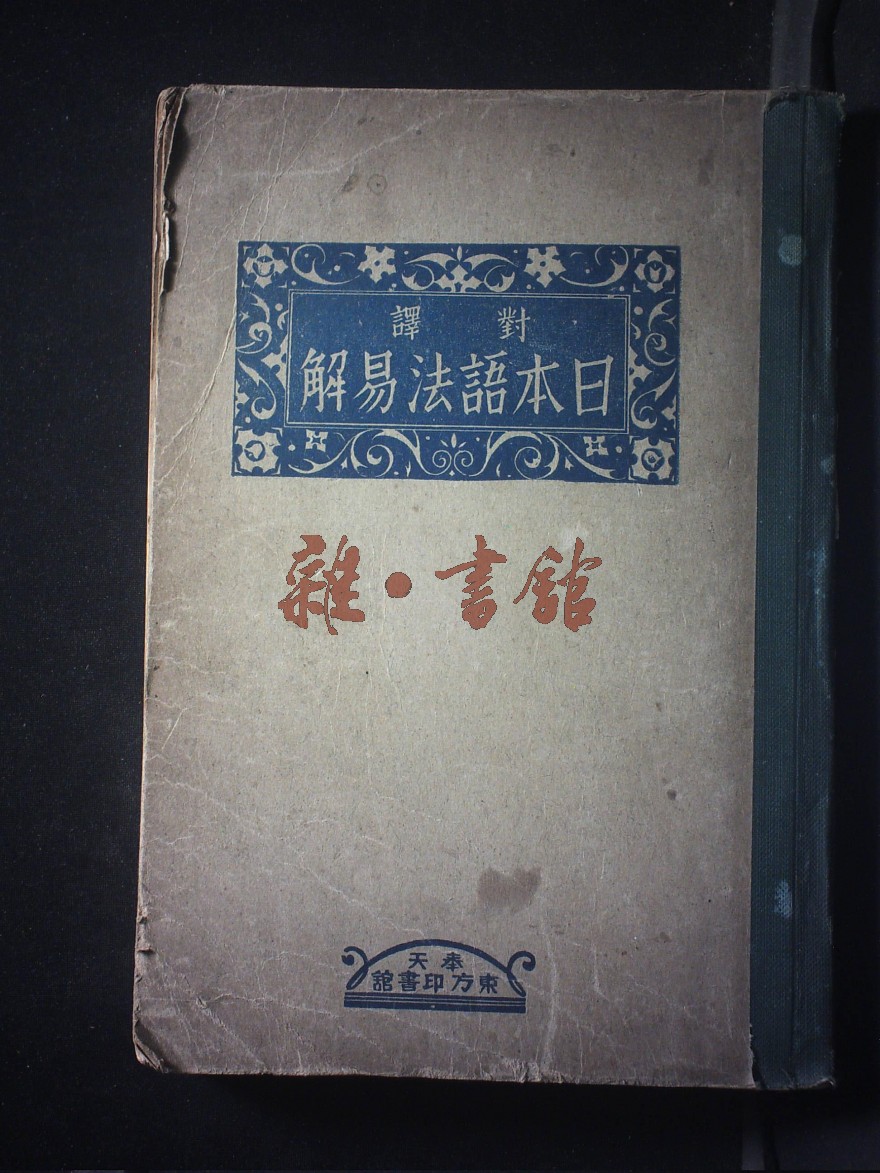 對譯
日本語法易解
雜·書館
奉天
東方印書館